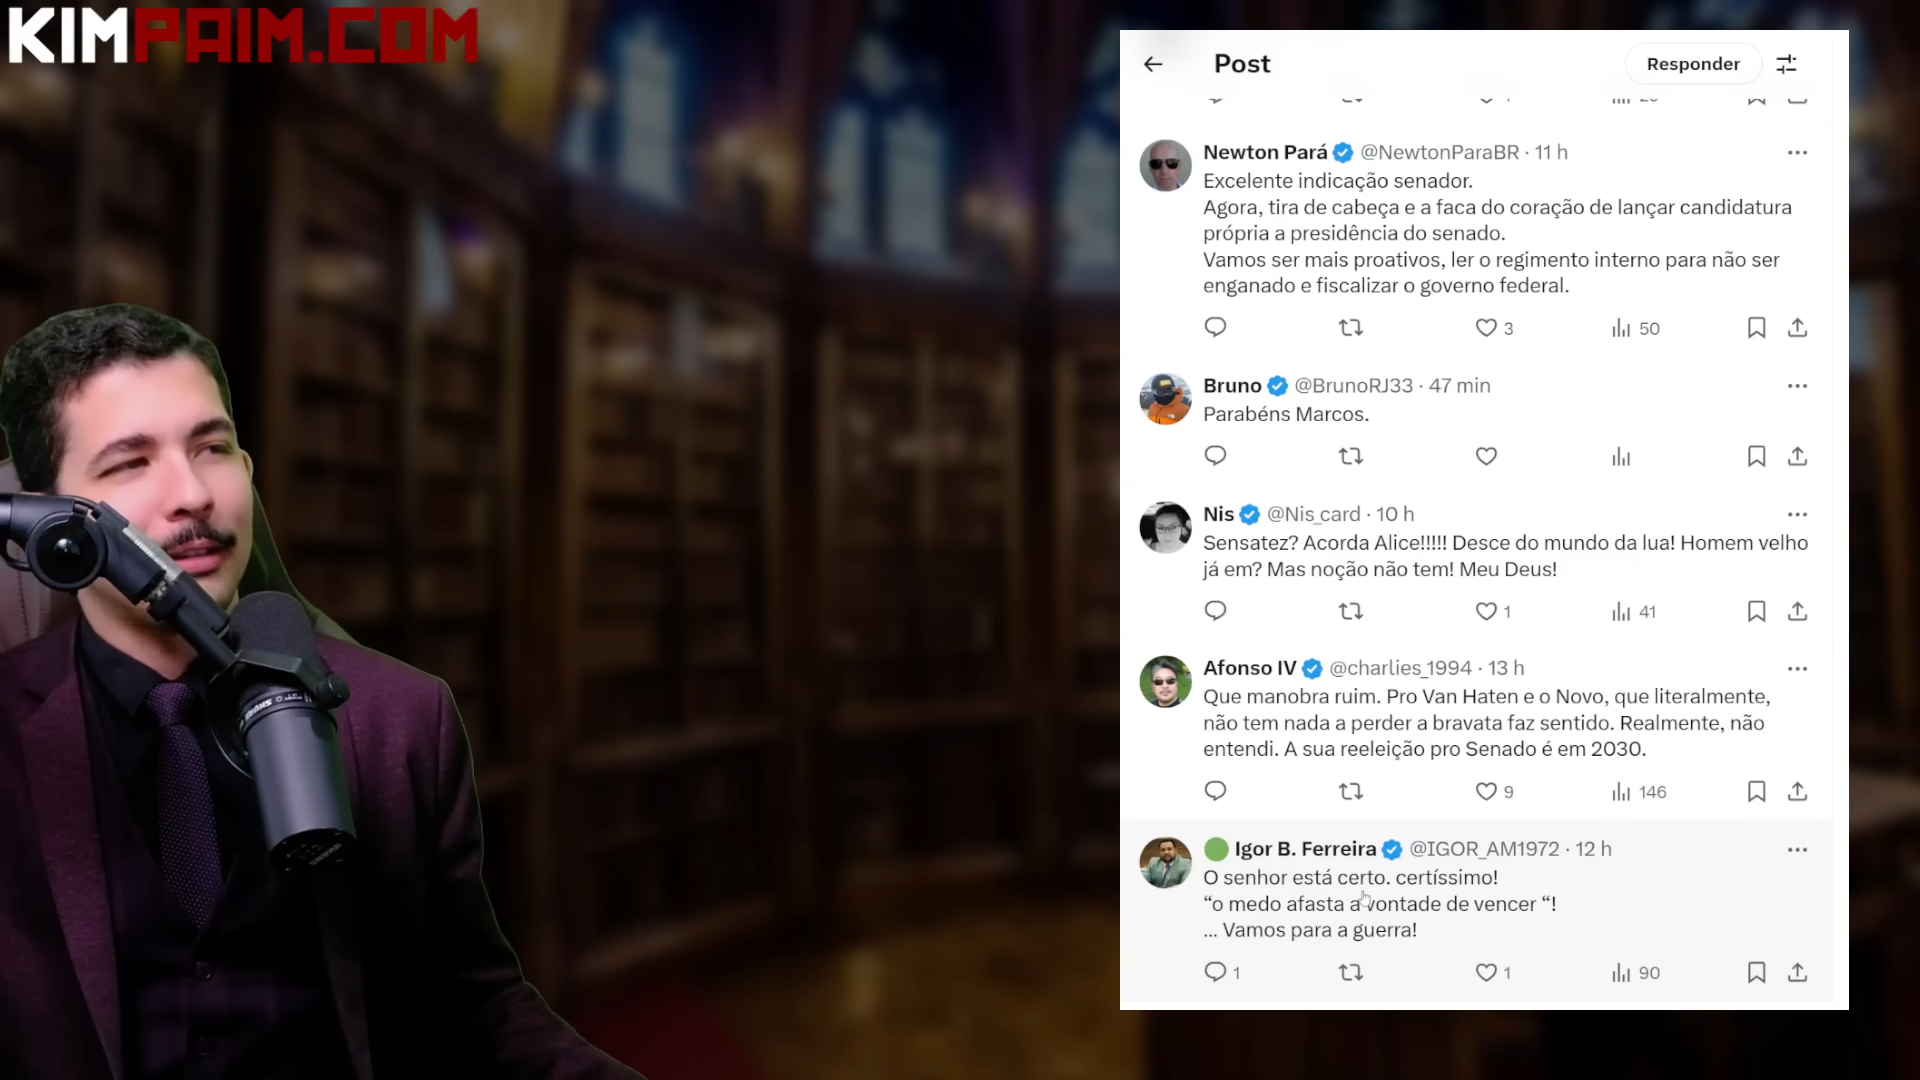 KIMPAIM.COM
Post
Responder
Newton Pará @NewtonParaBR · 11 h
Excelente indicação senador.
Agora, tira de cabeça e a faca do coração de lançar candidatura
própria a presidência do senado.
Vamos ser mais proativos, ler o regimento interno para não ser
enganado e fiscalizar o governo federal.
3 50
Bruno @BrunoRJ33 · 47 min
Parabéns Marcos.
Nis @Nis_card · 10 h
Sensatez? Acorda Alice!!!!! Desce do mundo da lua! Homem velho
já em? Mas noção não tem! Meu Deus!
1 41
Afonso IV @charlies_1994 · 13 h
Que manobra ruim. Pro Van Haten e o Novo, que literalmente,
não tem nada a perder a bravata faz sentido. Realmente, não
entendi. A sua reeleição pro Senado é em 2030.
9 146
Igor B. Ferreira @IGOR_AM1972 · 12 h
O senhor está certo. certíssimo!
“o medo afasta a vontade de vencer “!
... Vamos para a guerra!
1 1 90